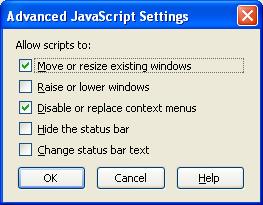 Advanced JavaScript Settings
Allow scripts to:
Move or resize existing windows
Raise or lower windows
Disable or replace context menus
Hide the status bar
Change status bar text
OK Cancel Help